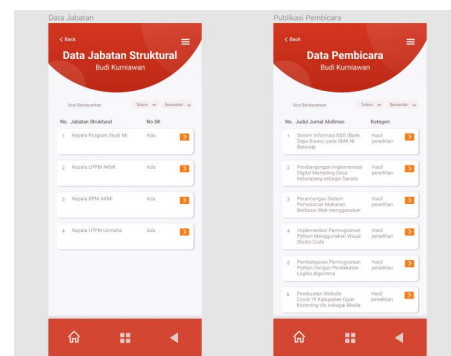 Data Jabatan
< Back
Data Jabatan Struktural
Budi Kurniawan
Urut Berdasarkan Tahun Semester
No. Jabatan Struktural No SK
1 Kepala Program Studi MI Ada
2 Kepala LPPM AKMI Ada
3 Kepala BPM AKMI Ada
4 Kepala LPPM Unmaha Ada
Publikasi Pembicara
< Back
Data Pembicara
Budi Kurniawan
Urut Berdasarkan Tahun Semester
No. Judul Jurnal Abdimas Kategori
1 Sistem Informasi BSS (Bank Hasil
Daya Siswa) pada SMK N penelitian
2 Pendampingan Implementasi Hasil
Digital Marketing Desa penelitian
sebagai Sarana
3 Perancangan Sistem Hasil
Pemesanan Makanan penelitian
Berbasis Web menggunakan
4 Implementasi Pemrograman Hasil
Python Menggunakan Visual penelitian
Studio Code
5 Pembelajaran Pemrograman Hasil
Python Dengan Pendekatan penelitian
Logika Algoritma
6 Pembuatan Website Hasil
Covid-19 Kabupaten Ogan penelitian
Komering Ulu sebagai Media